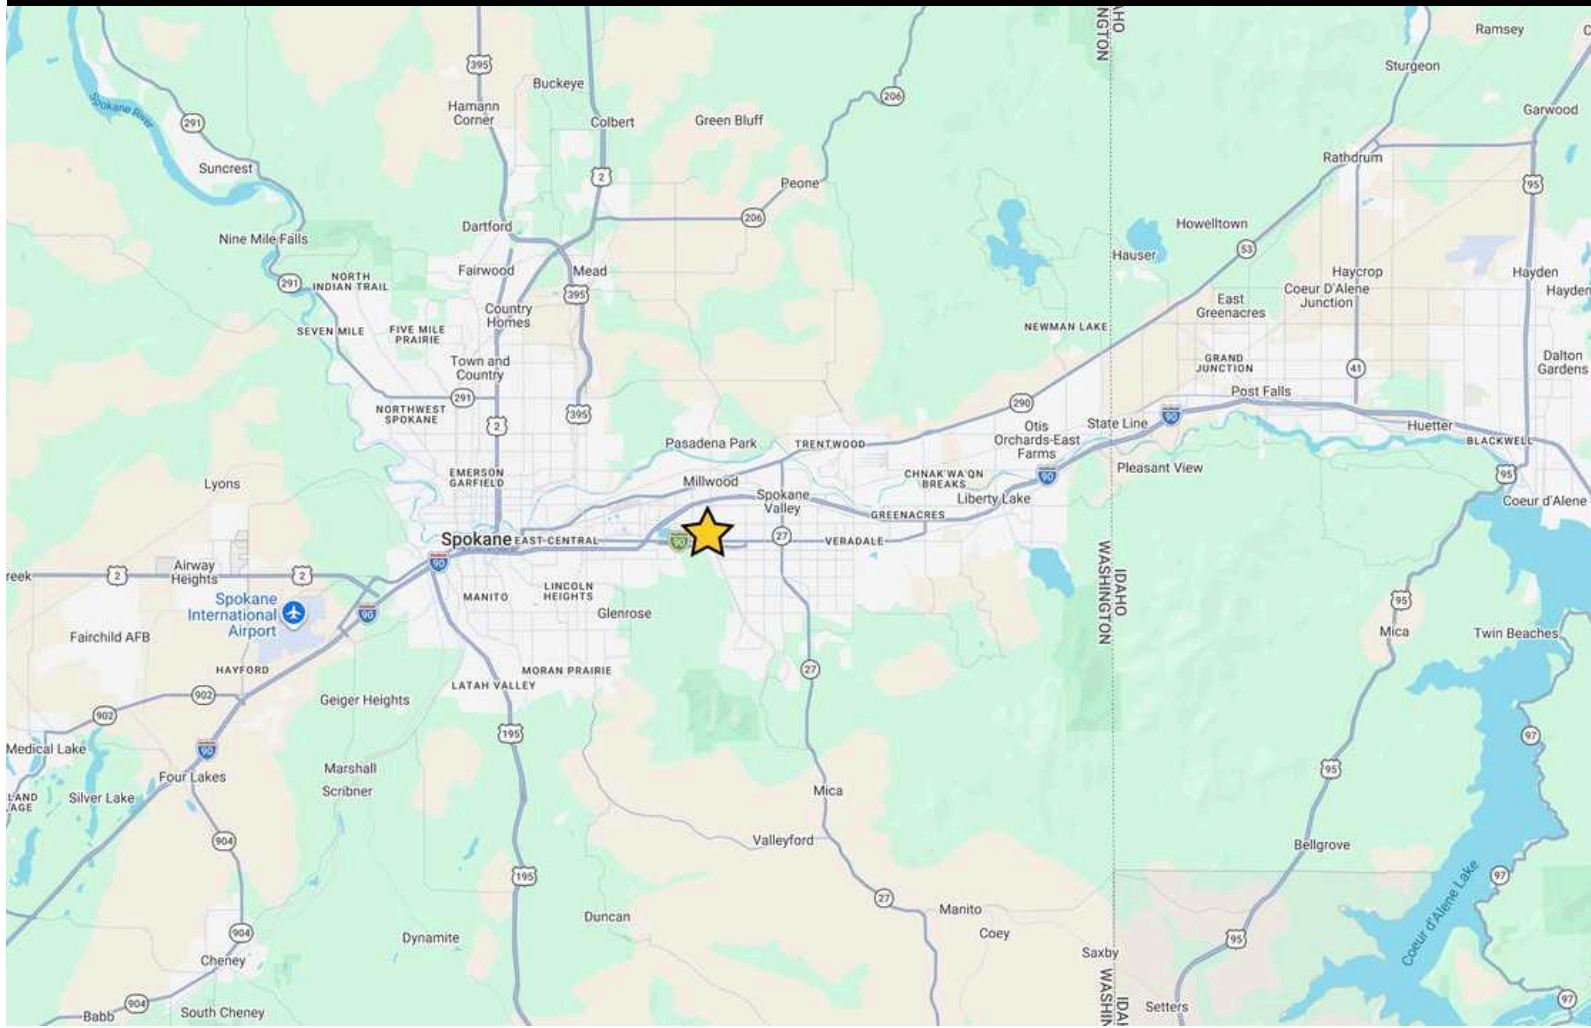 IDAHO
WASHINGTON
Ramsey
Sturgeon
395
Buckeye
206
Spokane River
Hamann
Corner
Garwood
291
Colbert
Green Bluff
Rathdrum
Suncrest
2
Peone
95
206
Dartford
Howelltown
Nine Mile Falls
53
Hauser
Fairwood
Mead
Haycrop
Hayden
NORTH
INDIAN TRAIL
291
395
Coeur D'Alene
Junction
Hayden
East
Greenacres
Country
Homes
SEVEN MILE
FIVE MILE
PRAIRIE
NEWMAN LAKE
Town and
Country
GRAND
JUNCTION
Dalton
Gardens
41
291
Post Falls
NORTHWEST
SPOKANE
395
290
2
State Line
90
Otis
Orchards-East
Farms
Huetter
Pasadena Park
TRENTWOOD
BLACKWELL
Pleasant View
EMERSON
GARFIELD
Lyons
Millwood
CHNAK'WA'QN
BREAKS
90
95
Spokane
Valley
Liberty Lake
Coeur d'Alene
GREENACRES
Spokane
EAST CENTRAL
90
27
VERADALE
IDAHO
WASHINGTON
reek
2
Airway
Heights
2
90
LINCOLN
HEIGHTS
MANITO
Spokane
International
Airport
90
Glenrose
95
Fairchild AFB
Mica
Twin Beaches
HAYFORD
MORAN PRAIRIE
27
LATAH VALLEY
902
Geiger Heights
902
195
97
Medical Lake
90
Marshall
95
Four Lakes
Scribner
Silver Lake
LAND
AGE
Mica
904
Valleyford
Bellgrove
195
97
27
Coeur d'Alene Lake
Manito
Duncan
904
Coey
Dynamite
95
Cheney
Saxby
IDAH
WASHIN
97
904
South Cheney
Setters
Babb